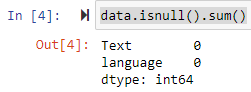 In [4]: data.isnull().sum()
Out[4]: Text 0
language 0
dtype: int64